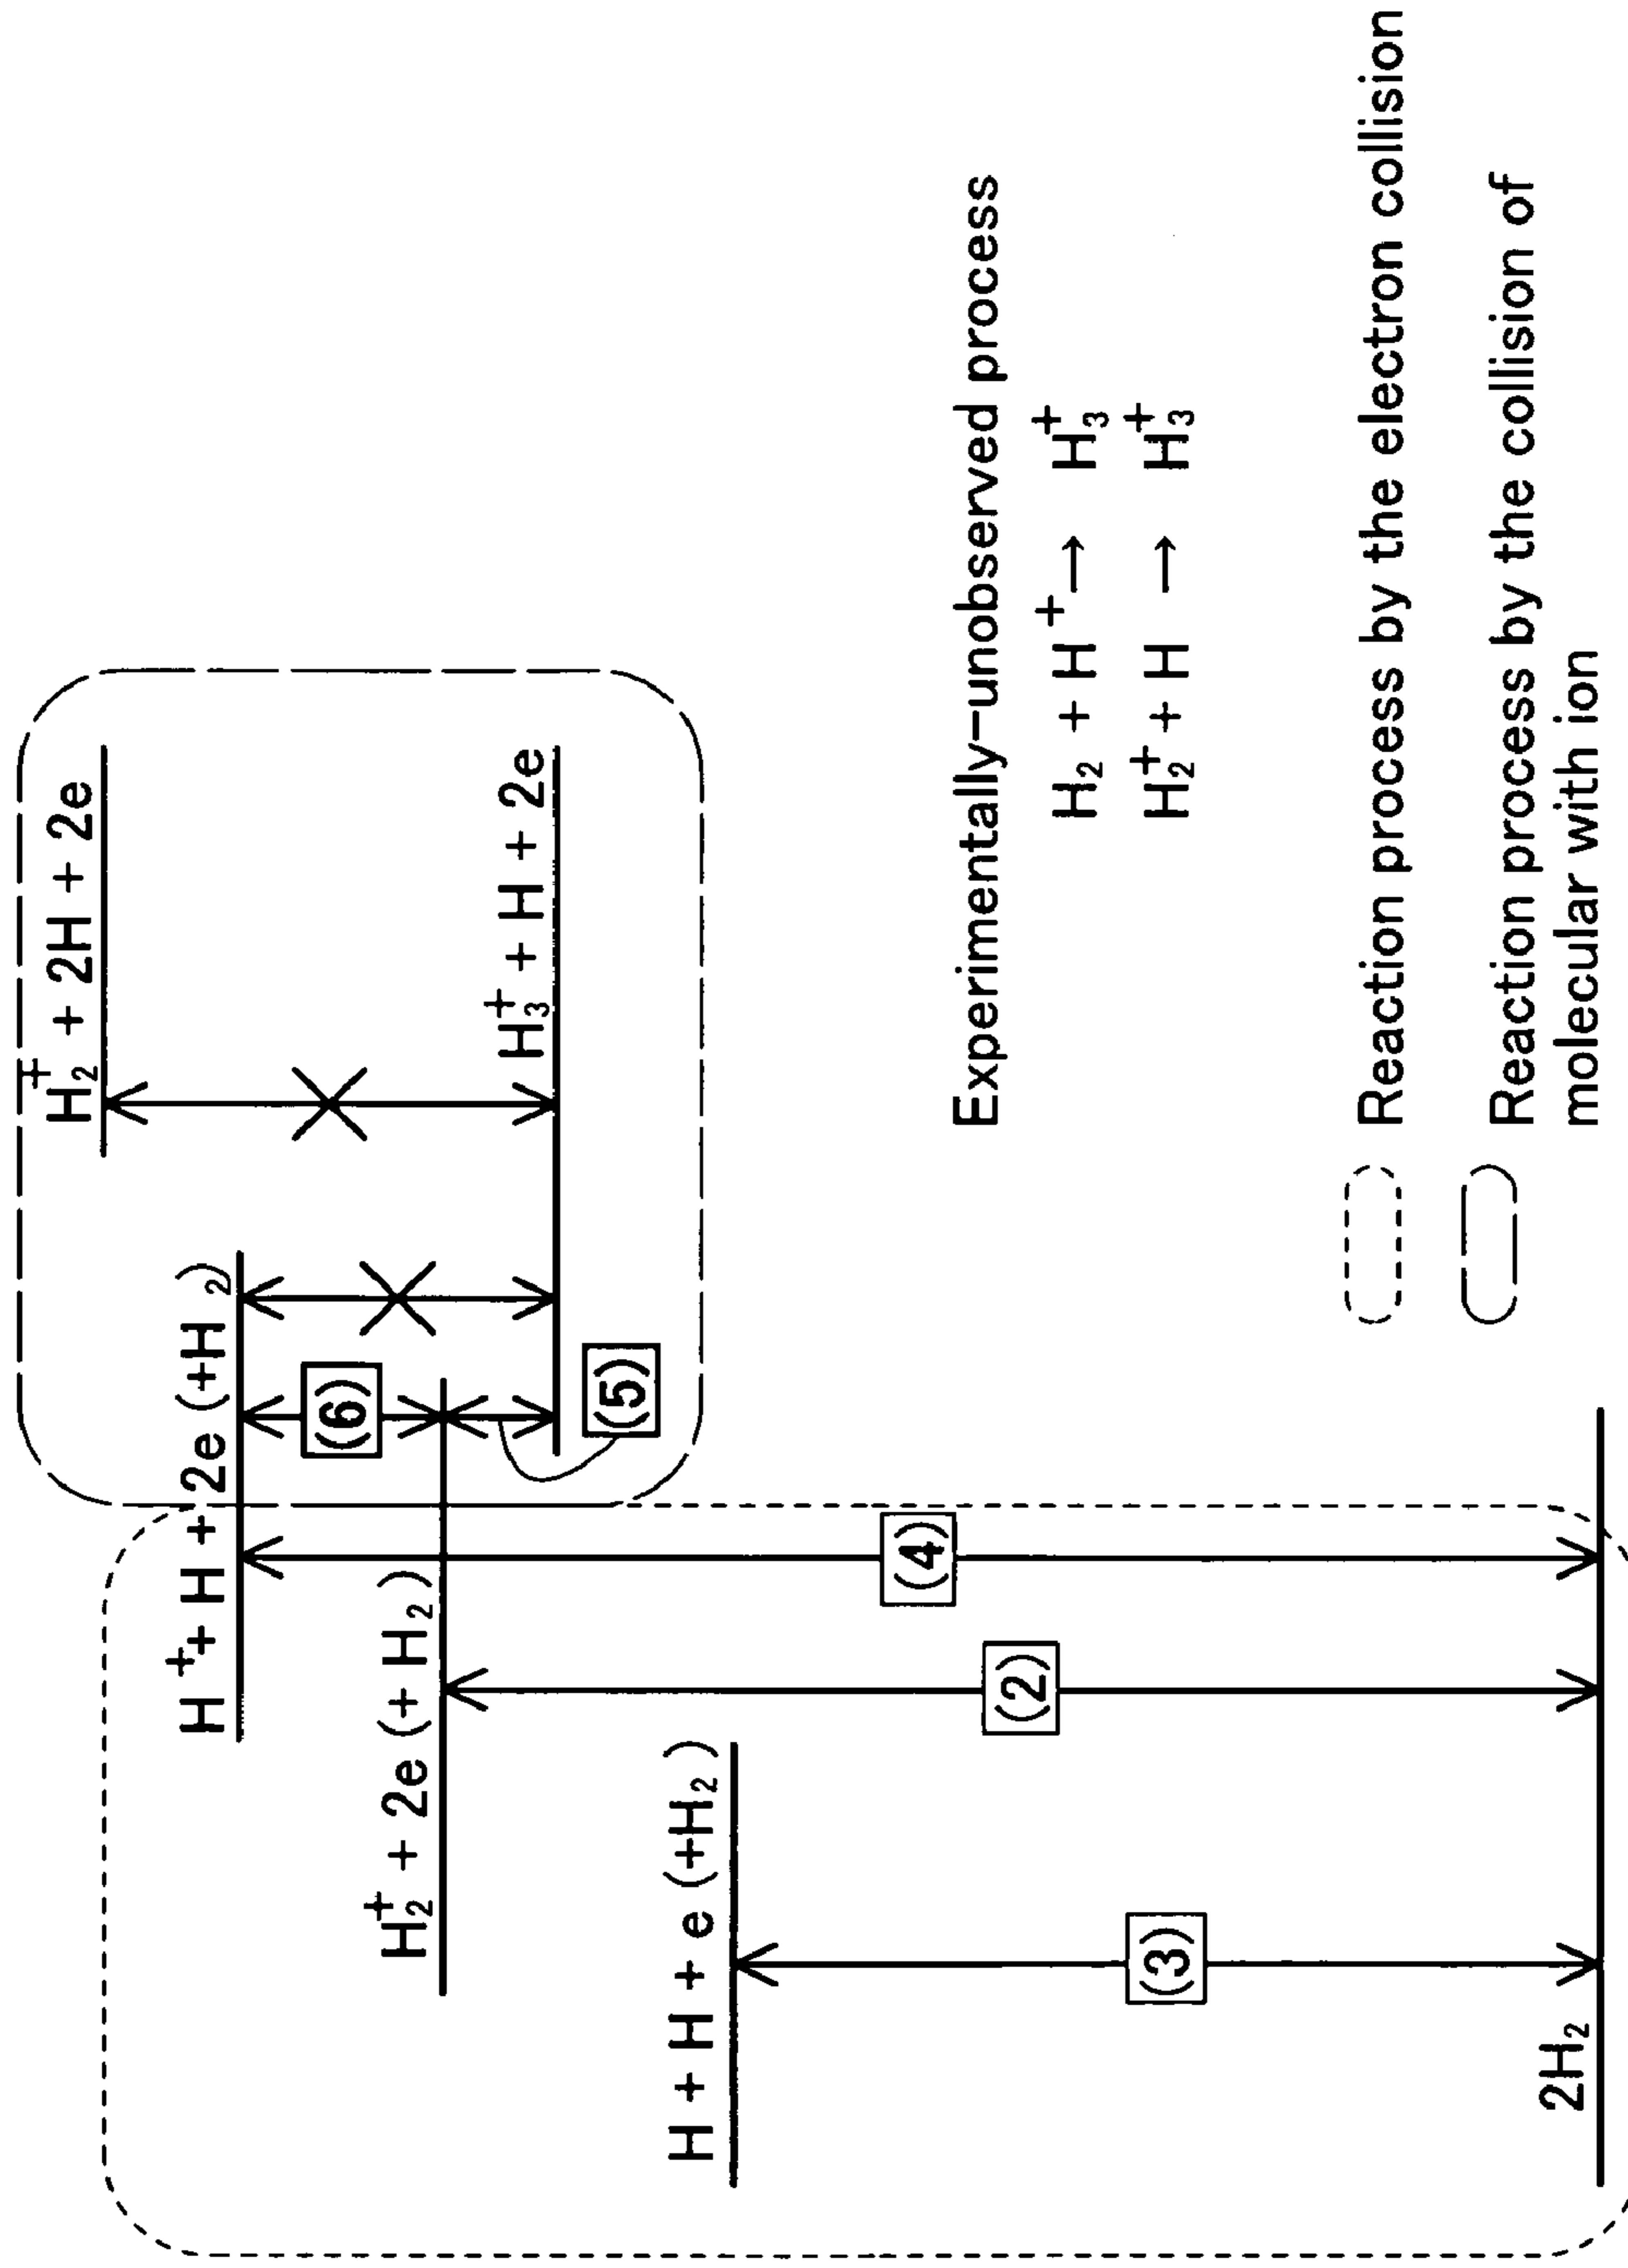 H₂⁺ + 2H + 2e
H⁺ + H + 2e (+H₂)
(6)
H₂⁺ + 2e (+ H₂)
H₃⁺ + H + 2e
(5)
H + H + e (+H₂)
(4)
(2)
(3)
2H₂
Experimentally-unobserved process
H₂ + H⁺ → H₃⁺
H₂⁺ + H → H₃⁺
Reaction process by the electron collision
Reaction process by the collision of
molecular with ion